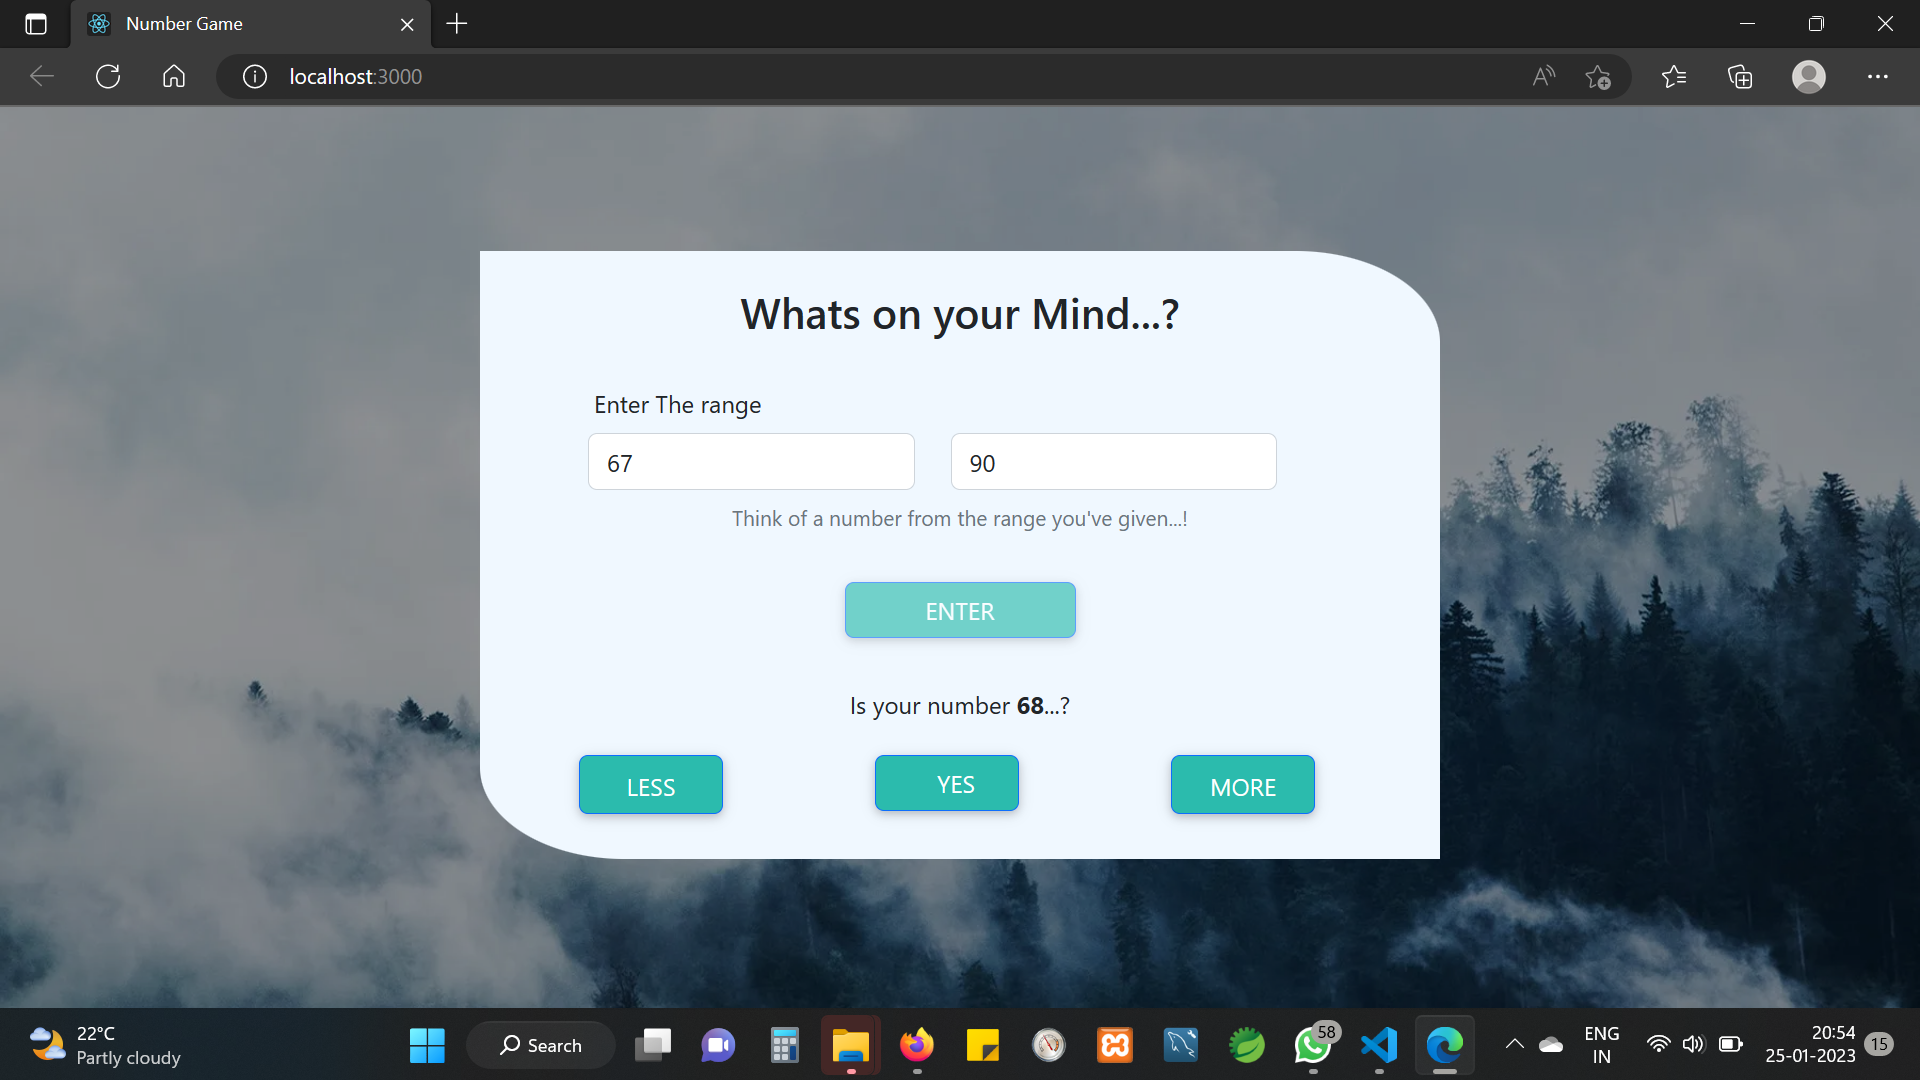 Number Game
localhost:3000
Whats on your Mind...?
Enter The range
67
90
Think of a number from the range you've given...!
ENTER
Is your number 68...?
LESS
YES
MORE
22°C
Partly cloudy
Search
58
ENG
IN
20:54
25-01-2023
15